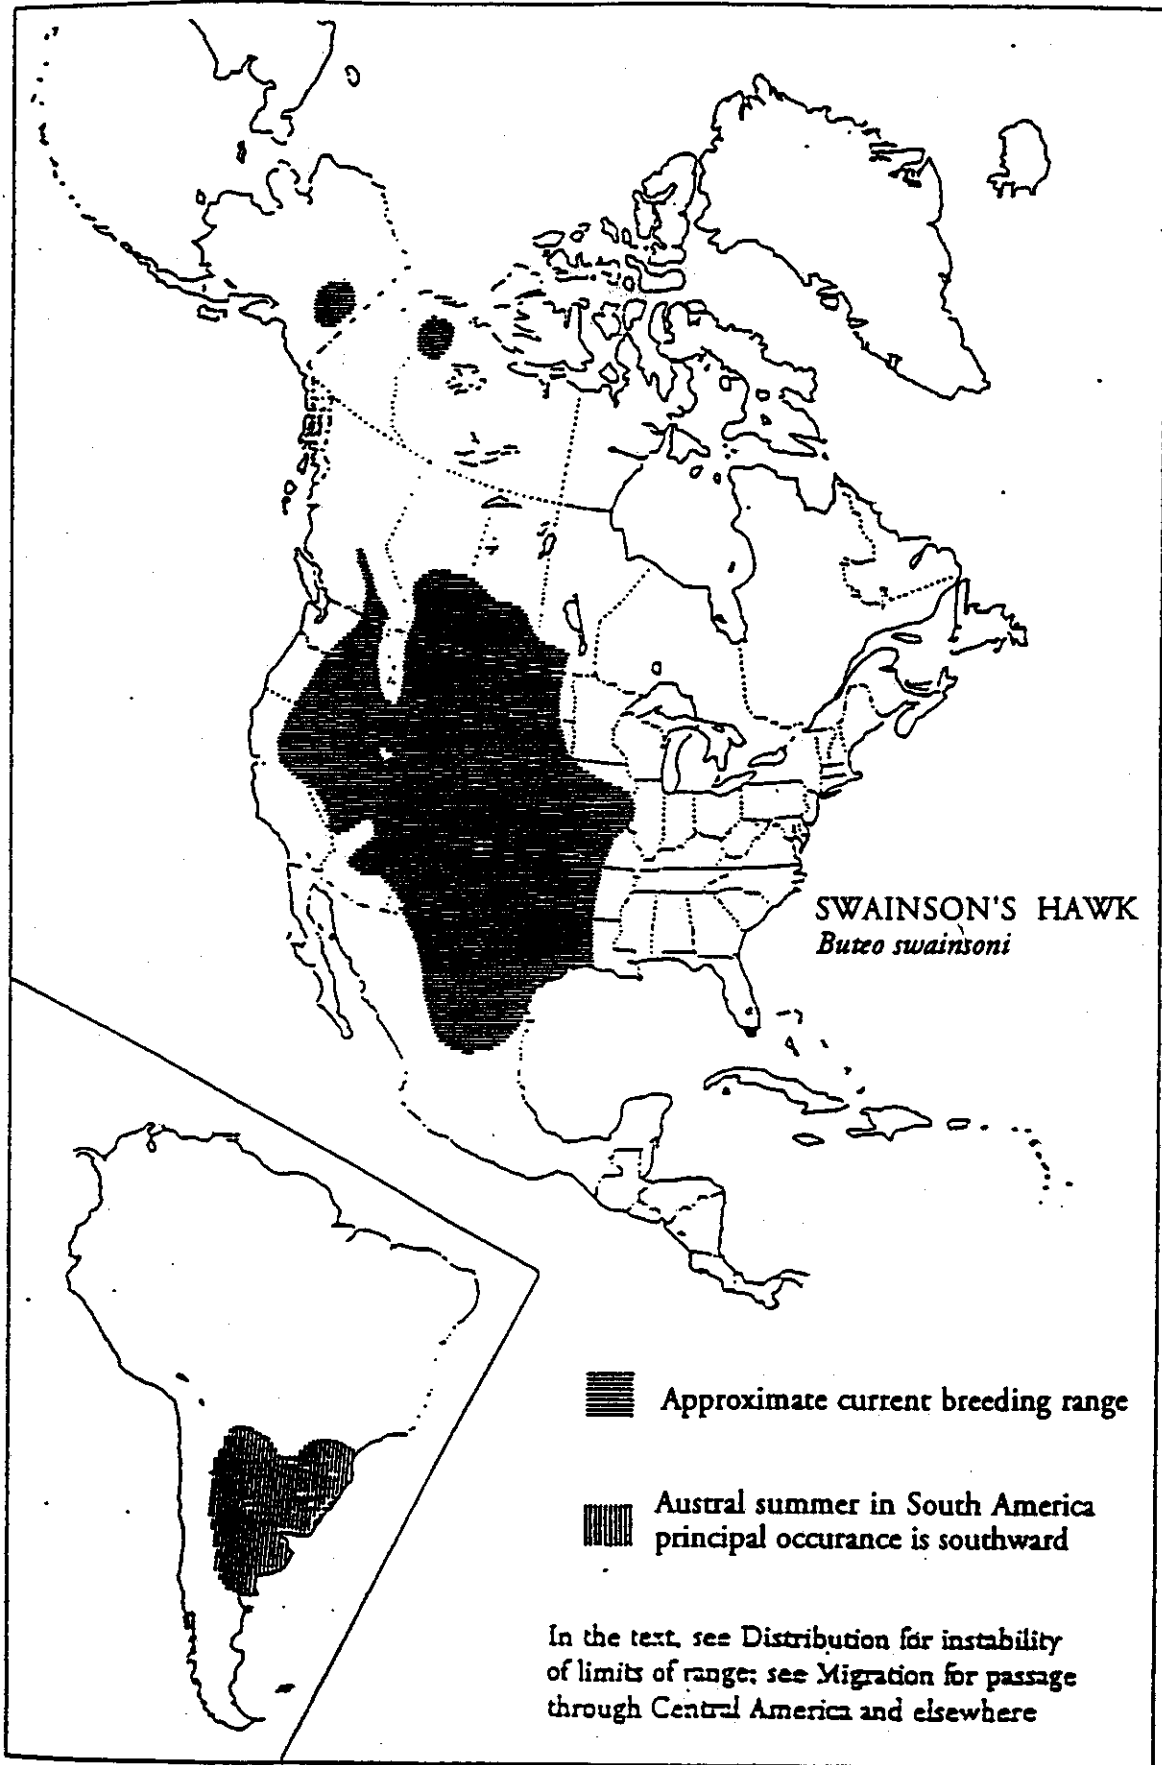 SWAINSON'S HAWK
Buteo swainsoni
Approximate current breeding range
Austral summer in South America
principal occurance is southward
In the text, see Distribution for instability
of limits of range; see Migration for passage
through Central America and elsewhere